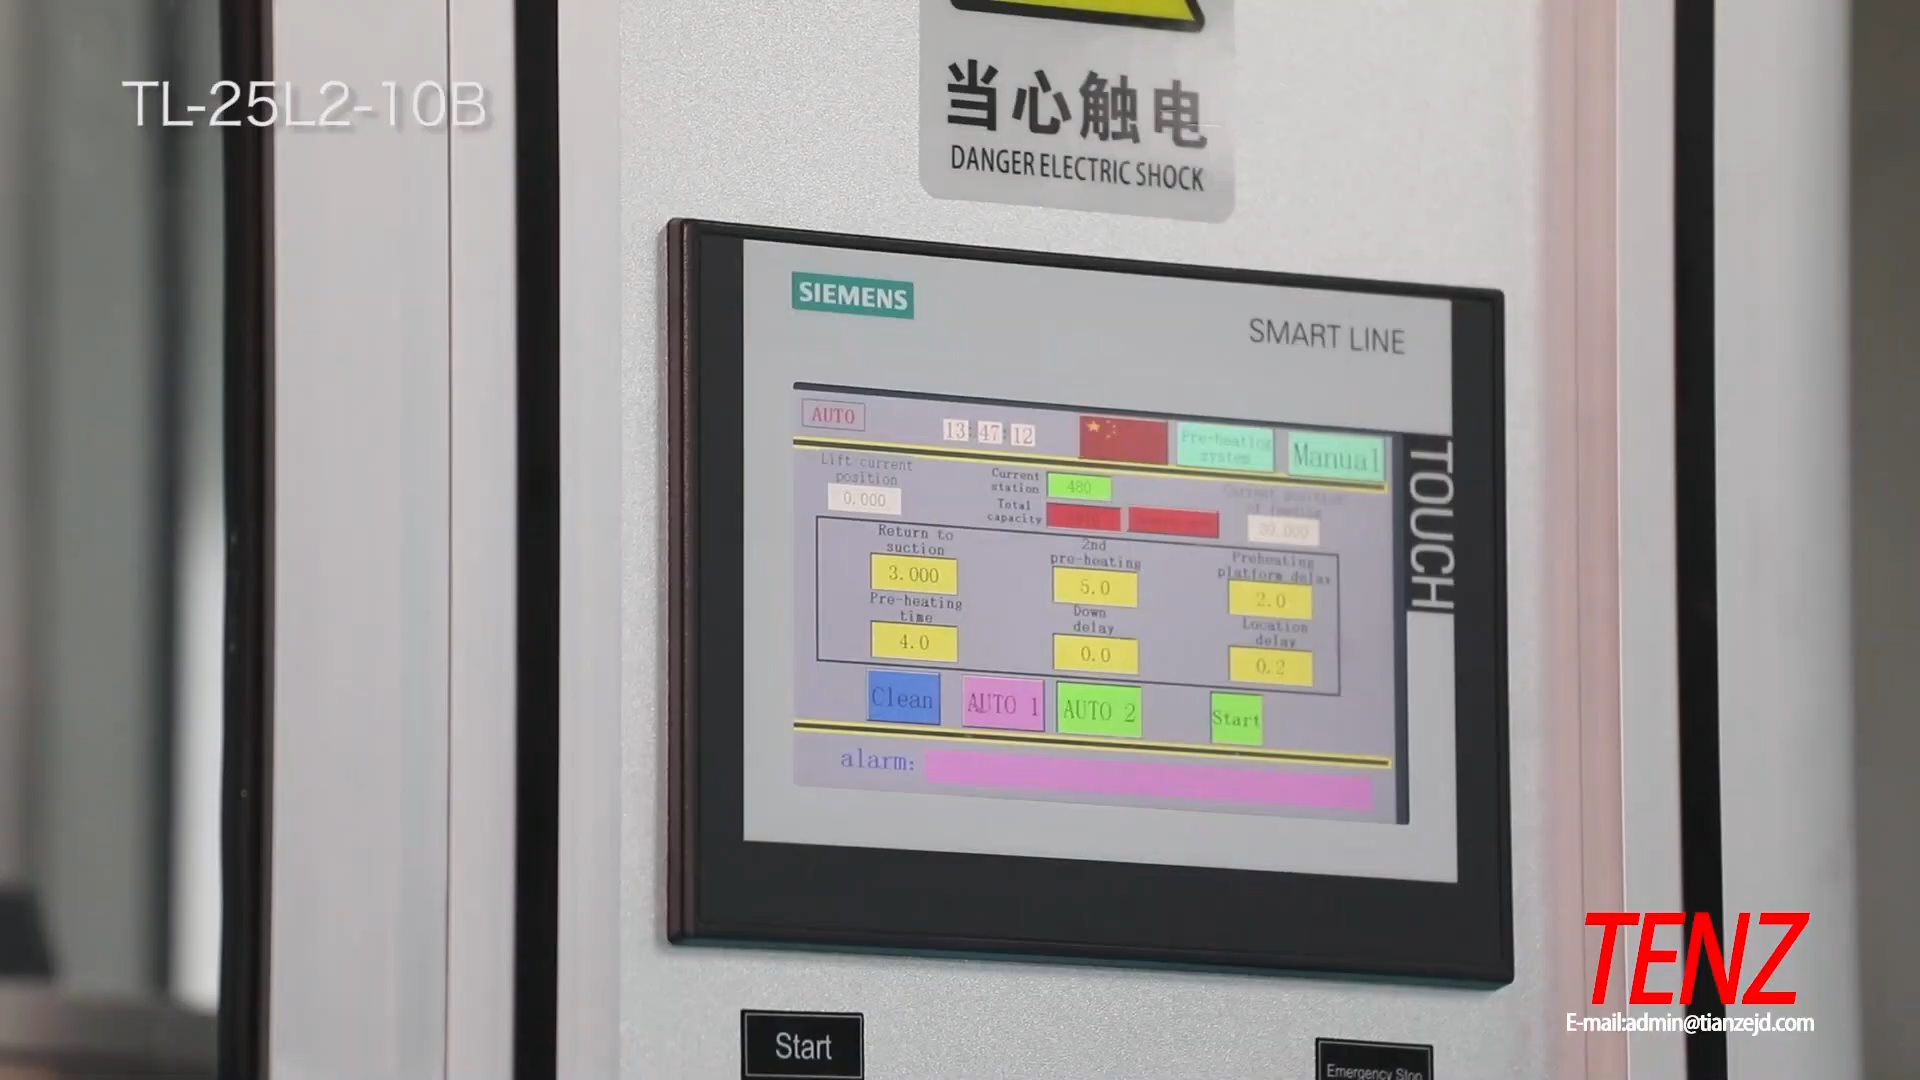 TL-25L2-10B
当心触电
DANGER ELECTRIC SHOCK
SIEMENS
SMART LINE
TOUCH
AUTO
13:47:12
Pre-heating system
Manual
Lift current position
0.000
Current station
480
Total capacity
Current position of feeding
30.000
Return to suction
3.000
2nd pre-heating
5.0
Preheating platform delay
2.0
Pre-heating time
4.0
Down delay
0.0
Location delay
0.2
Clean
AUTO 1
AUTO 2
Start
alarm:
Start
Emergency Stop
TENZ
E-mail:admin@tianzejd.com